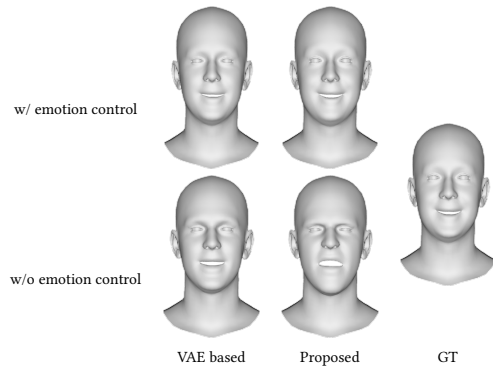 w/ emotion control
w/o emotion control
VAE based
Proposed
GT